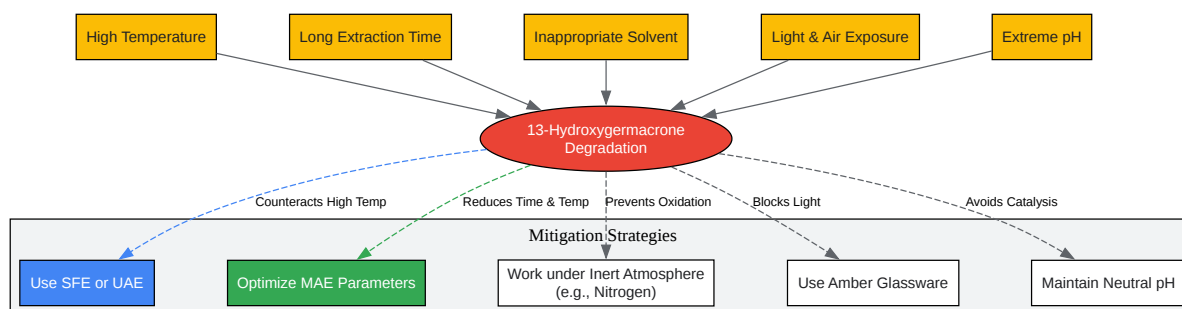 High Temperature
Long Extraction Time
Inappropriate Solvent
Light & Air Exposure
Extreme pH
13-Hydroxygermacrone
Degradation
Counteracts High Temp
Reduces Time & Temp
Prevents Oxidation
Blocks Light
Avoids Catalysis
Mitigation Strategies
Use SFE or UAE
Optimize MAE Parameters
Work under Inert Atmosphere
(e.g., Nitrogen)
Use Amber Glassware
Maintain Neutral pH